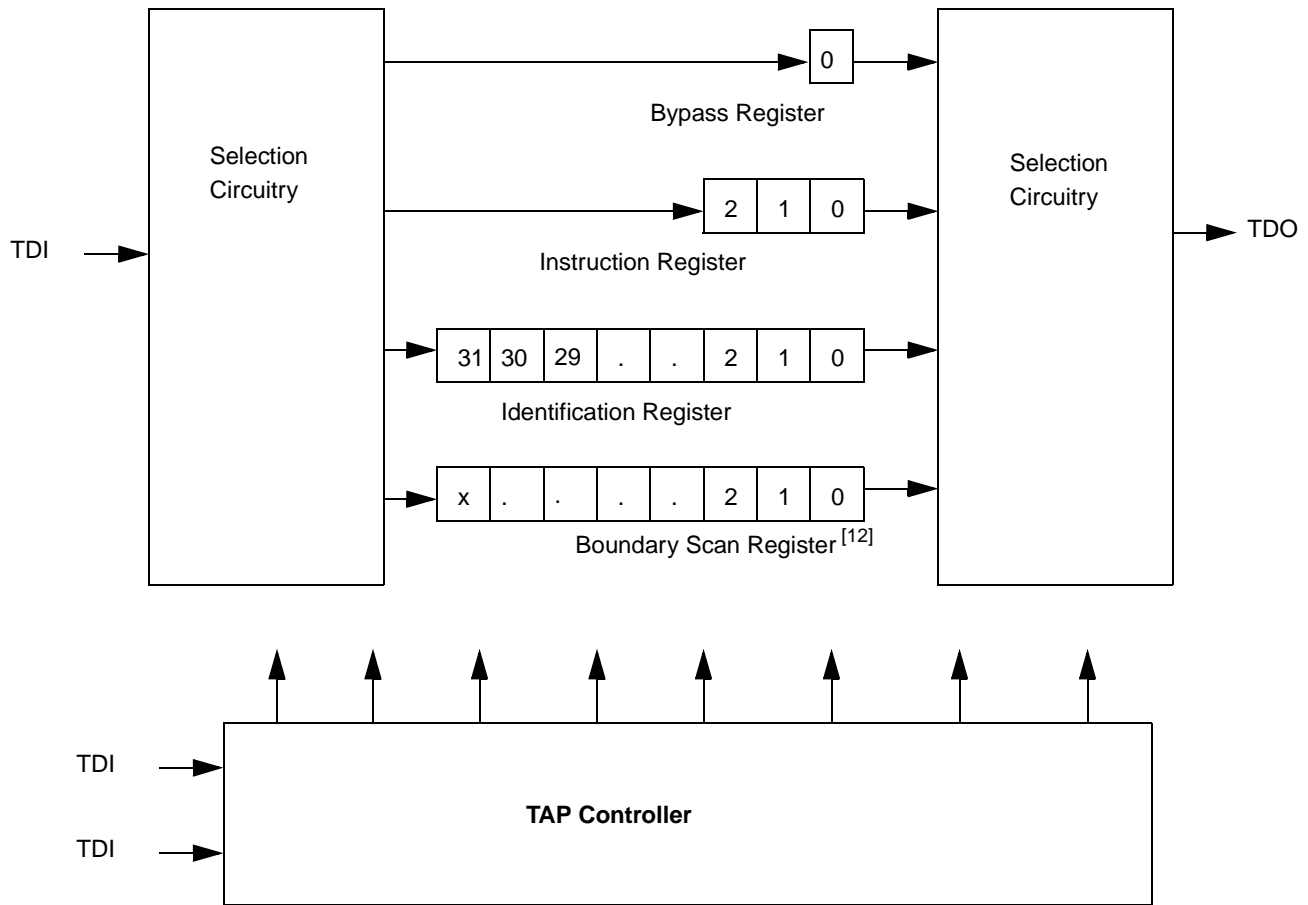 0
Bypass Register
Selection
Circuitry
Selection
Circuitry
2 1 0
TDI
TDO
Instruction Register
31 30 29 . . 2 1 0
Identification Register
x . . . . 2 1 0
Boundary Scan Register [12]
TDI
TAP Controller
TDI